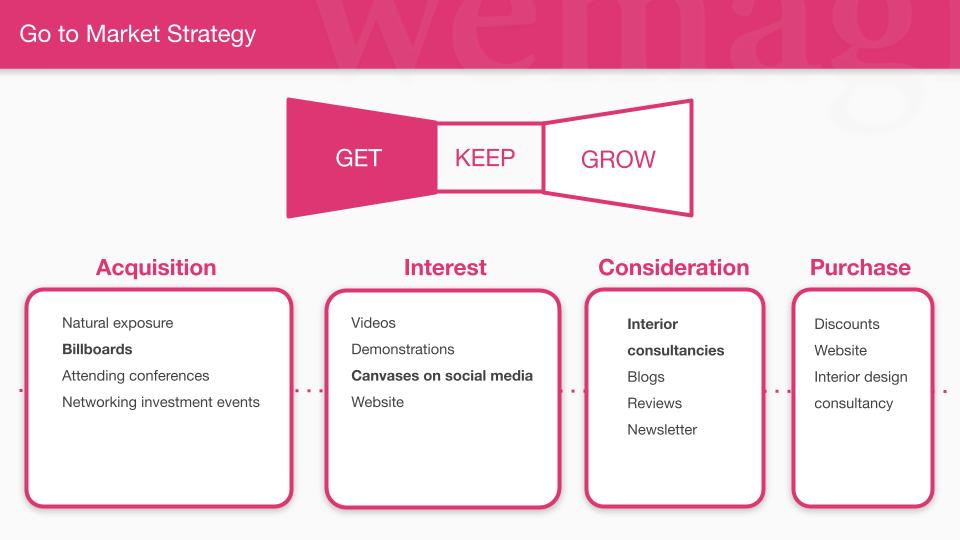 Go to Market Strategy
wemagi
GET
KEEP
GROW
Acquisition
Natural exposure
Billboards
Attending conferences
Networking investment events
Interest
Videos
Demonstrations
Canvases on social media
Website
Consideration
Interior
consultancies
Blogs
Reviews
Newsletter
Purchase
Discounts
Website
Interior design
consultancy